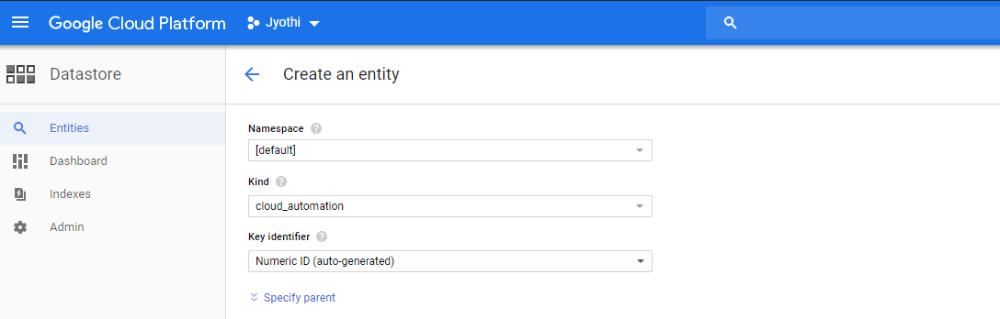 Google Cloud Platform Jyothi
Datastore
Create an entity
Entities
Dashboard
Indexes
Admin
Namespace ?
[default]
Kind ?
cloud_automation
Key identifier ?
Numeric ID (auto-generated)
Specify parent